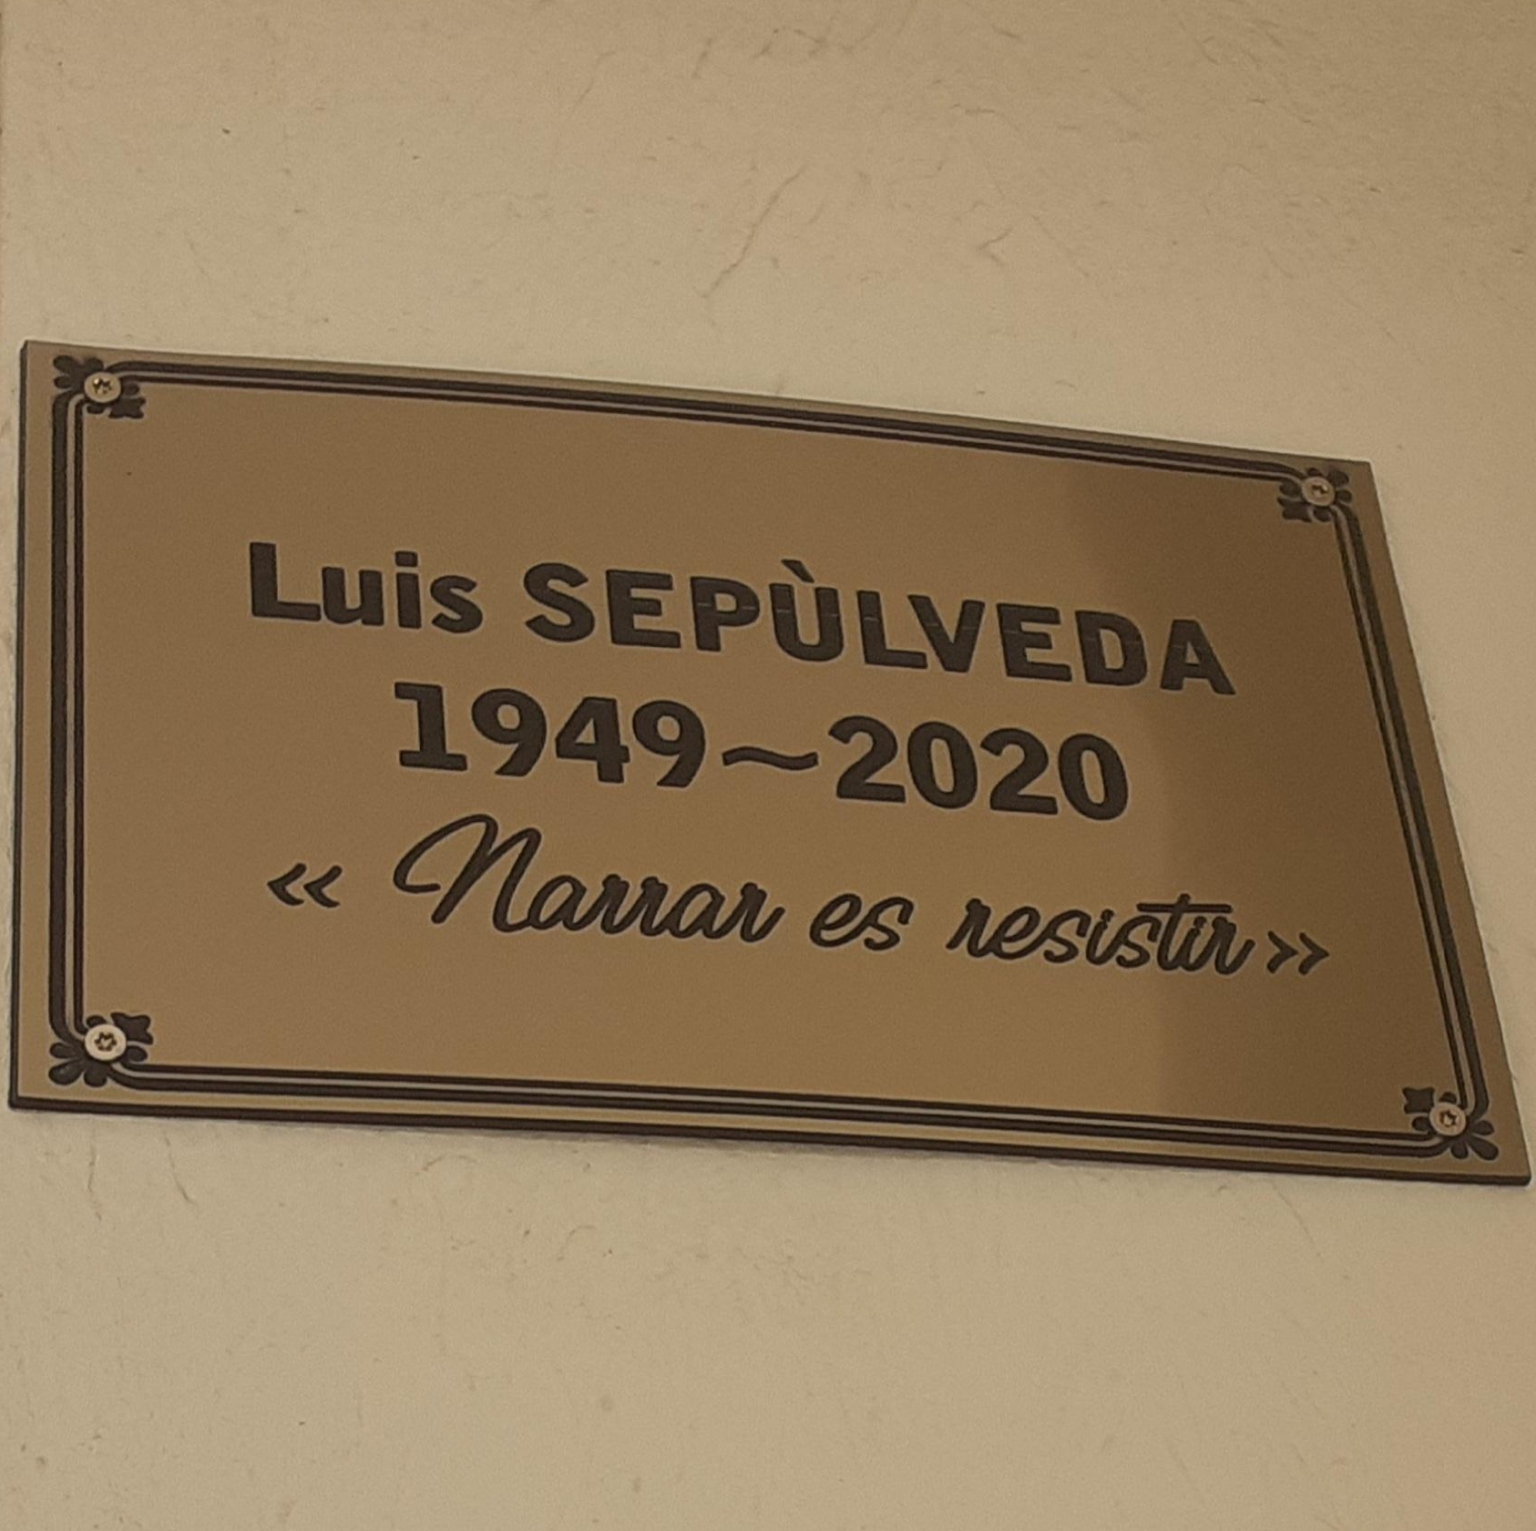 Luis SEPÙLVEDA
1949~2020
« Narrar es resistir »